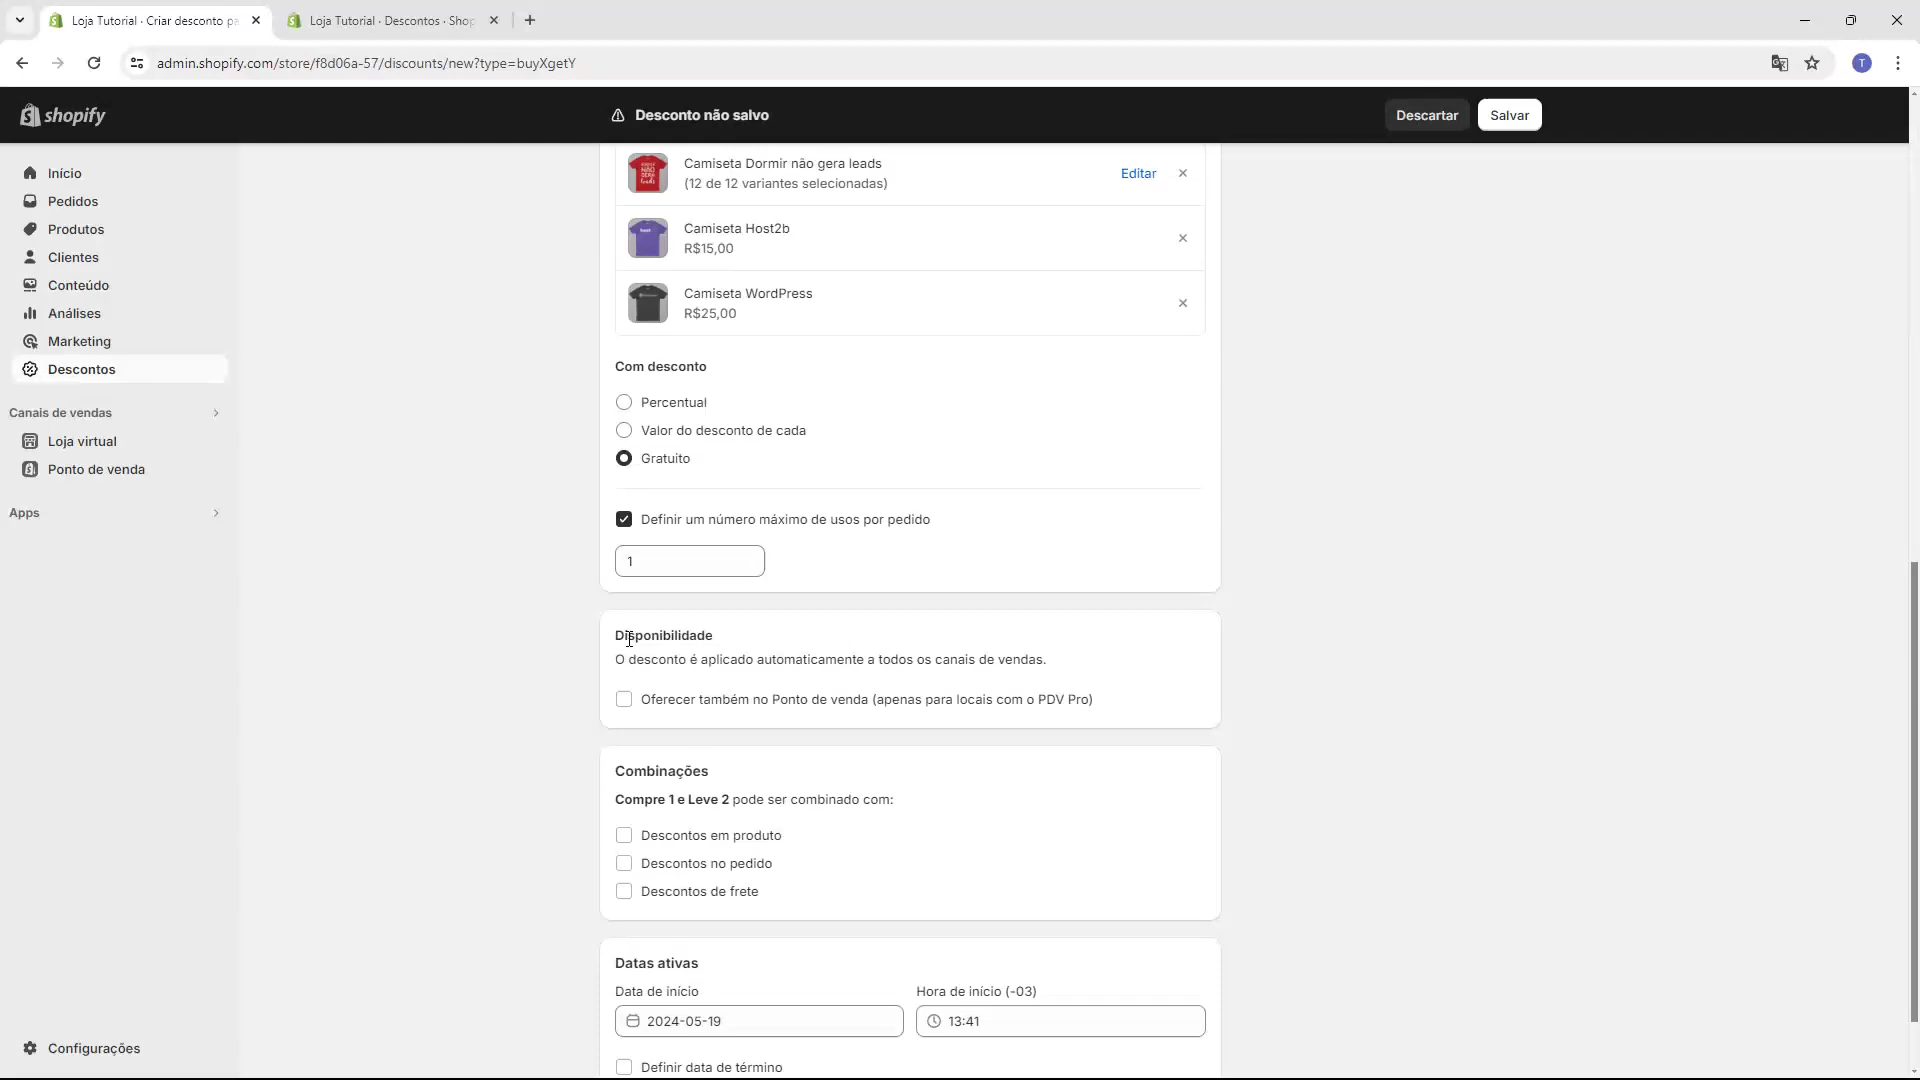 Loja Tutorial · Criar desconto pa
Loja Tutorial · Descontos · Shop
admin.shopify.com/store/f8d06a-57/discounts/new?type=buyXgetY
T
shopify
Desconto não salvo
Descartar
Salvar
Início
Pedidos
Produtos
Clientes
Conteúdo
Análises
Marketing
Descontos
Canais de vendas
Loja virtual
Ponto de venda
Apps
Configurações
Camiseta Dormir não gera leads
(12 de 12 variantes selecionadas)
Editar
Camiseta Host2b
R$15,00
Camiseta WordPress
R$25,00
Com desconto
Percentual
Valor do desconto de cada
Gratuito
Definir um número máximo de usos por pedido
1
Disponibilidade
O desconto é aplicado automaticamente a todos os canais de vendas.
Oferecer também no Ponto de venda (apenas para locais com o PDV Pro)
Combinações
Compre 1 e Leve 2 pode ser combinado com:
Descontos em produto
Descontos no pedido
Descontos de frete
Datas ativas
Data de início
Hora de início (-03)
2024-05-19
13:41
Definir data de término